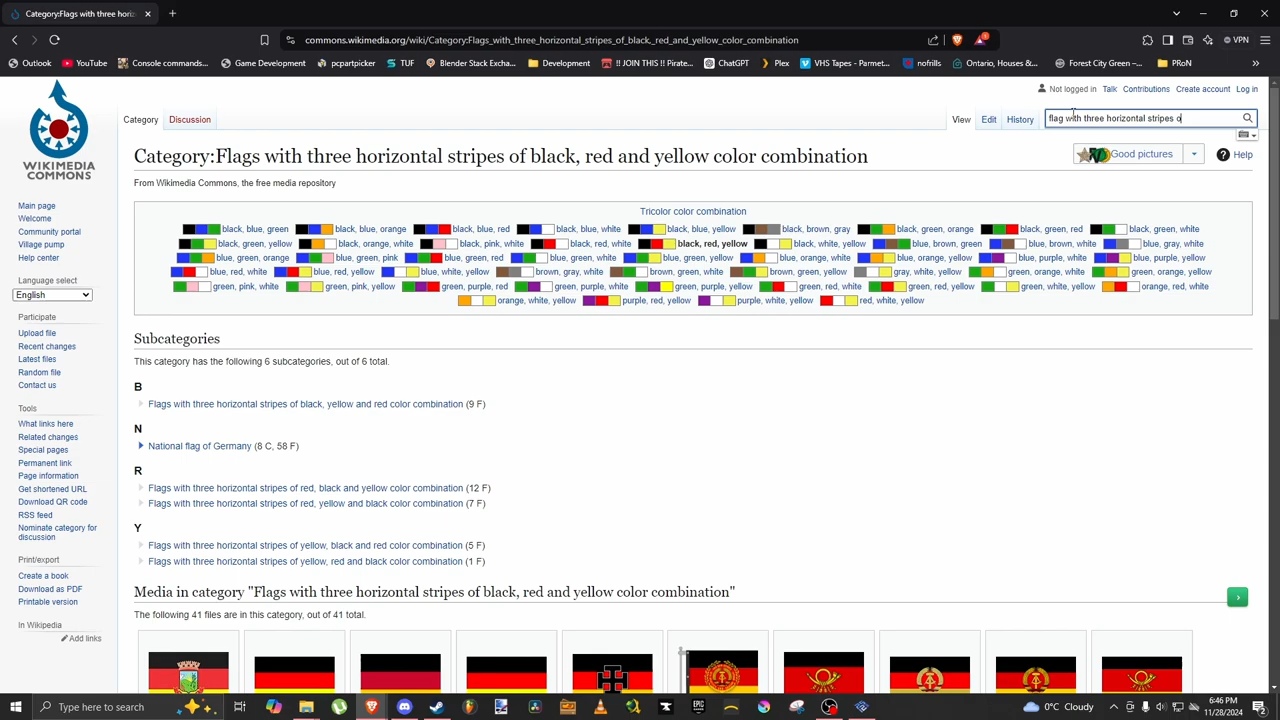 Category:Flags with three hori
commons.wikimedia.org/wiki/Category:Flags_with_three_horizontal_stripes_of_black,_red_and_yellow_color_combination
VPN
Outlook YouTube Console commands... Game Development pcpartpicker TUF Blender Stack Excha... Development !! JOIN THIS !! Pirate... ChatGPT Plex VHS Tapes - Parmet... nofrills Ontario, Houses &... Forest City Green –... PRoN
Not logged in Talk Contributions Create account Log in
Category Discussion View Edit History flag with three horizontal stripes o
WIKIMEDIA
COMMONS
Category:Flags with three horizontal stripes of black, red and yellow color combination
Good pictures Help
From Wikimedia Commons, the free media repository
Tricolor color combination
black, blue, green black, blue, orange black, blue, red black, blue, white black, blue, yellow black, brown, gray black, green, orange black, green, red black, green, white
black, green, yellow black, orange, white black, pink, white black, red, white black, red, yellow black, white, yellow blue, brown, green blue, brown, white blue, gray, white
blue, green, orange blue, green, pink blue, green, red blue, green, white blue, green, yellow blue, orange, white blue, orange, yellow blue, purple, white blue, purple, yellow
blue, red, white blue, red, yellow blue, white, yellow brown, gray, white brown, green, white brown, green, yellow gray, white, yellow green, orange, white green, orange, yellow
green, pink, white green, pink, yellow green, purple, red green, purple, white green, purple, yellow green, red, white green, red, yellow green, white, yellow orange, red, white
orange, white, yellow purple, red, yellow purple, white, yellow red, white, yellow
Main page
Welcome
Community portal
Village pump
Help center
Language select
English
Participate
Upload file
Recent changes
Latest files
Random file
Contact us
Tools
What links here
Related changes
Special pages
Permanent link
Page information
Get shortened URL
Download QR code
RSS feed
Nominate category for
discussion
Print/export
Create a book
Download as PDF
Printable version
In Wikipedia
Add links
Subcategories
This category has the following 6 subcategories, out of 6 total.
B
Flags with three horizontal stripes of black, yellow and red color combination (9 F)
N
National flag of Germany (8 C, 58 F)
R
Flags with three horizontal stripes of red, black and yellow color combination (12 F)
Flags with three horizontal stripes of red, yellow and black color combination (7 F)
Y
Flags with three horizontal stripes of yellow, black and red color combination (5 F)
Flags with three horizontal stripes of yellow, red and black color combination (1 F)
Media in category "Flags with three horizontal stripes of black, red and yellow color combination"
The following 41 files are in this category, out of 41 total.
Type here to search
0°C Cloudy
6:46 PM
11/28/2024